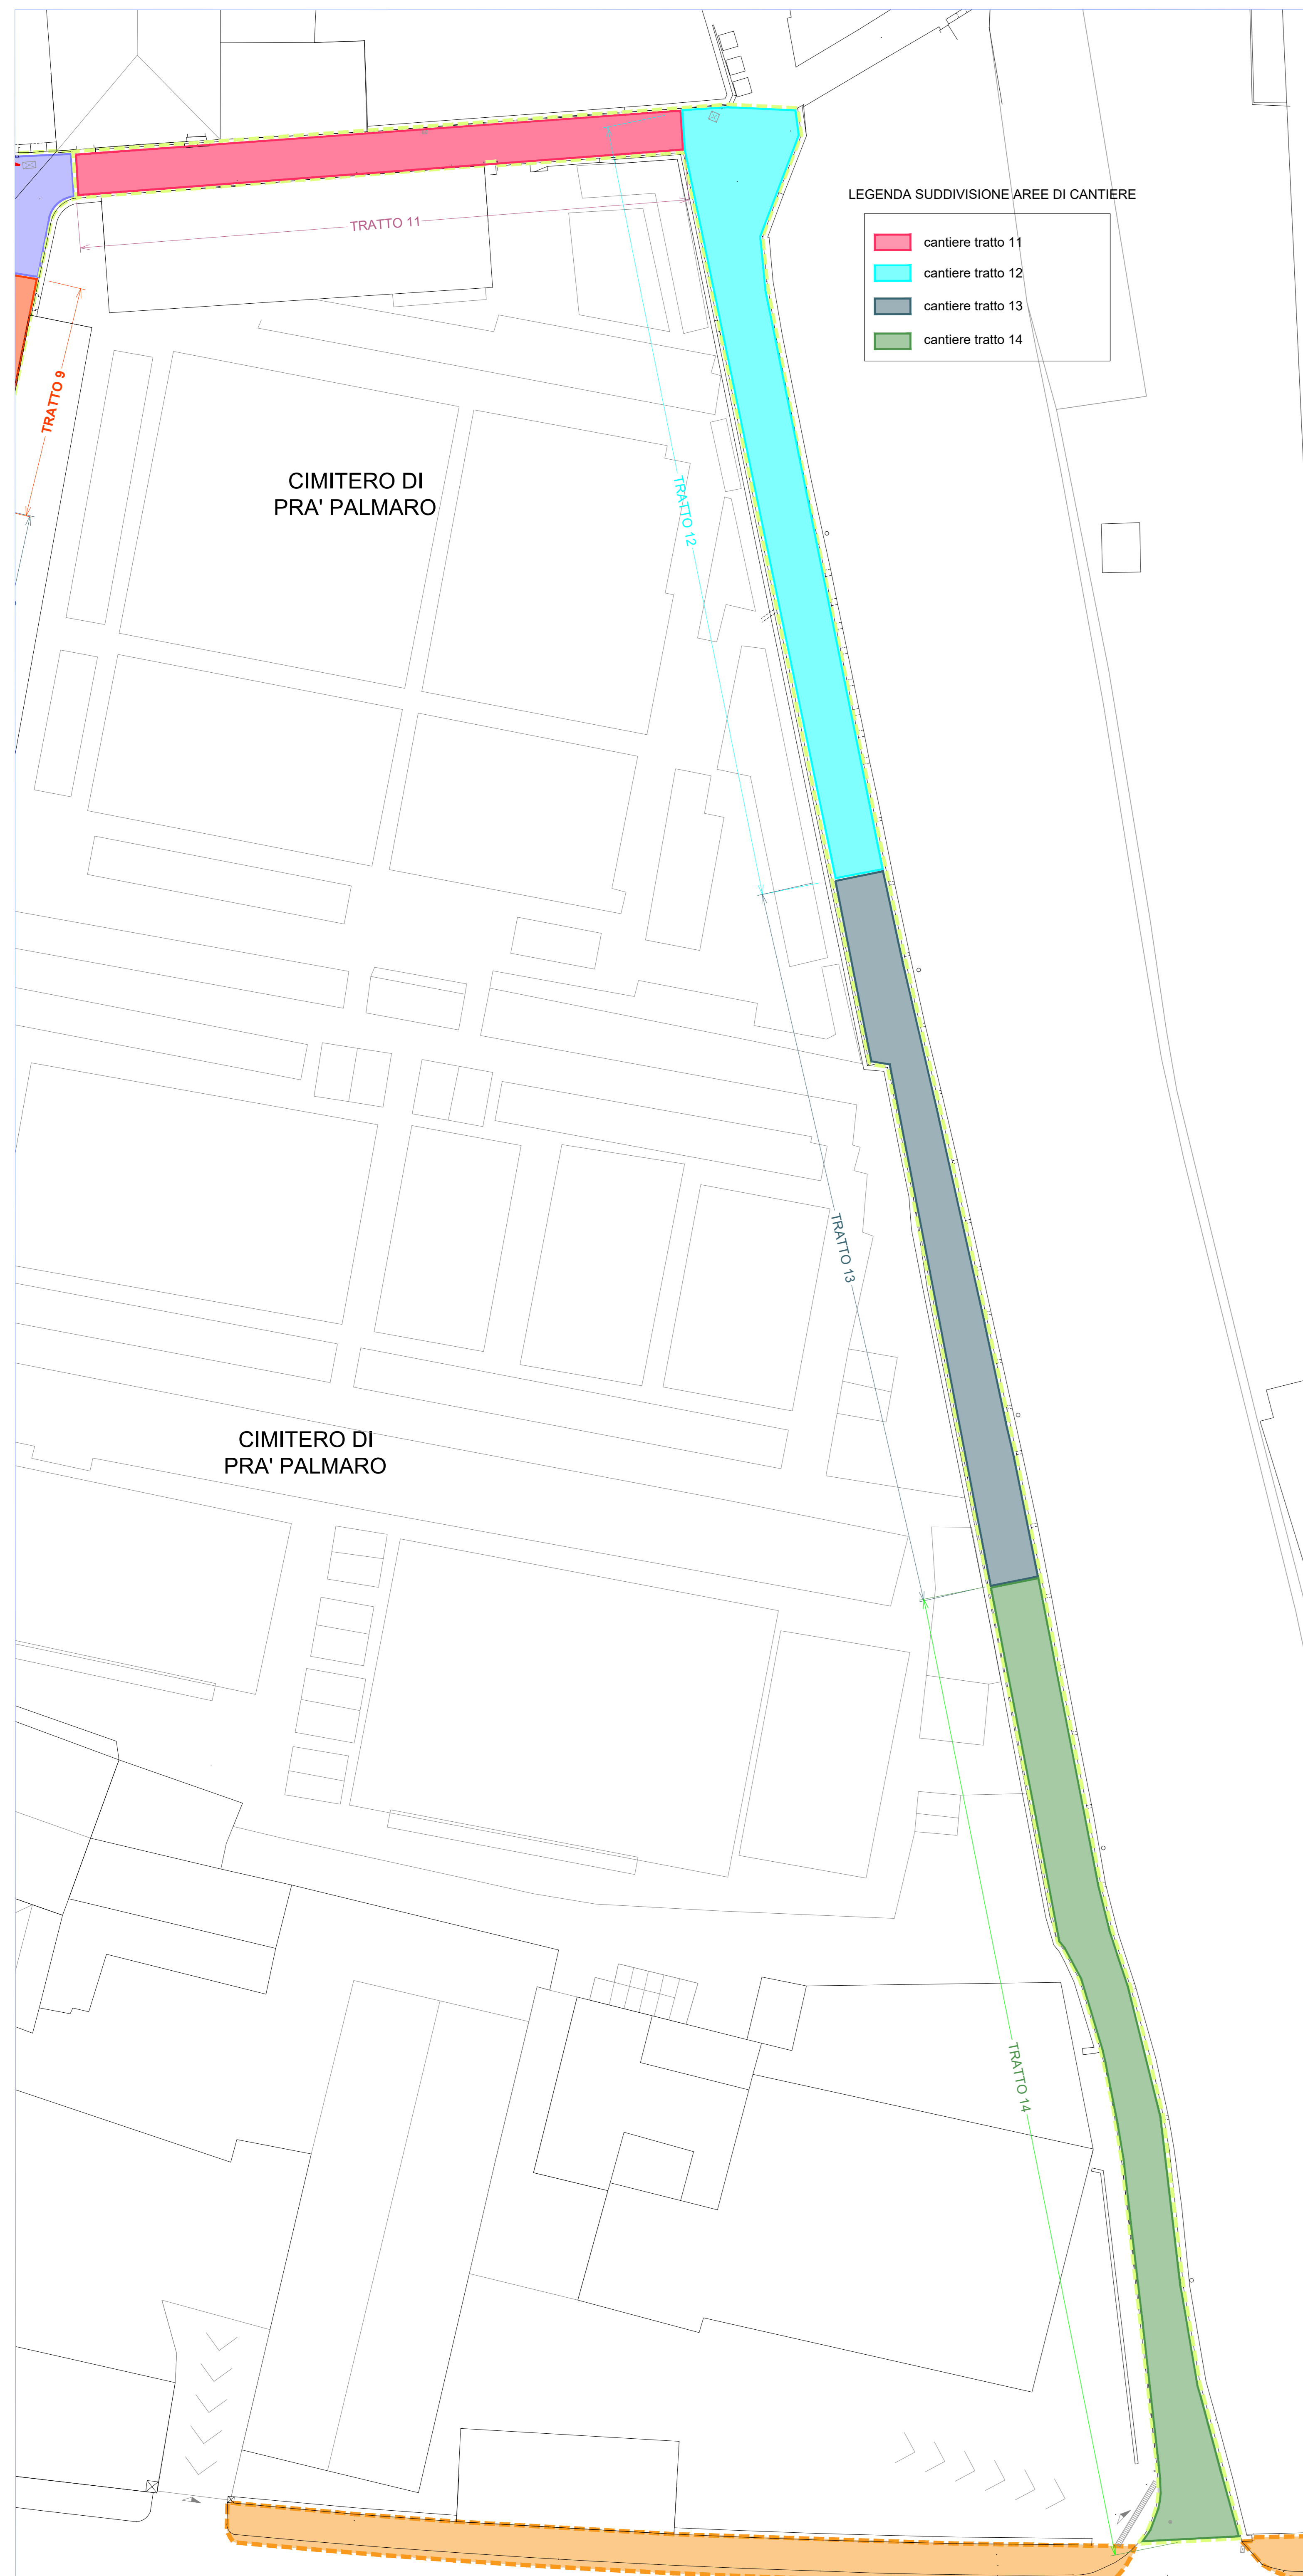 TRATTO 11
LEGENDA SUDDIVISIONE AREE DI CANTIERE
cantiere tratto 11
cantiere tratto 12
cantiere tratto 13
cantiere tratto 14
TRATTO 9
CIMITERO DI
PRA' PALMARO
TRATTO 12
TRATTO 13
CIMITERO DI
PRA' PALMARO
TRATTO 14